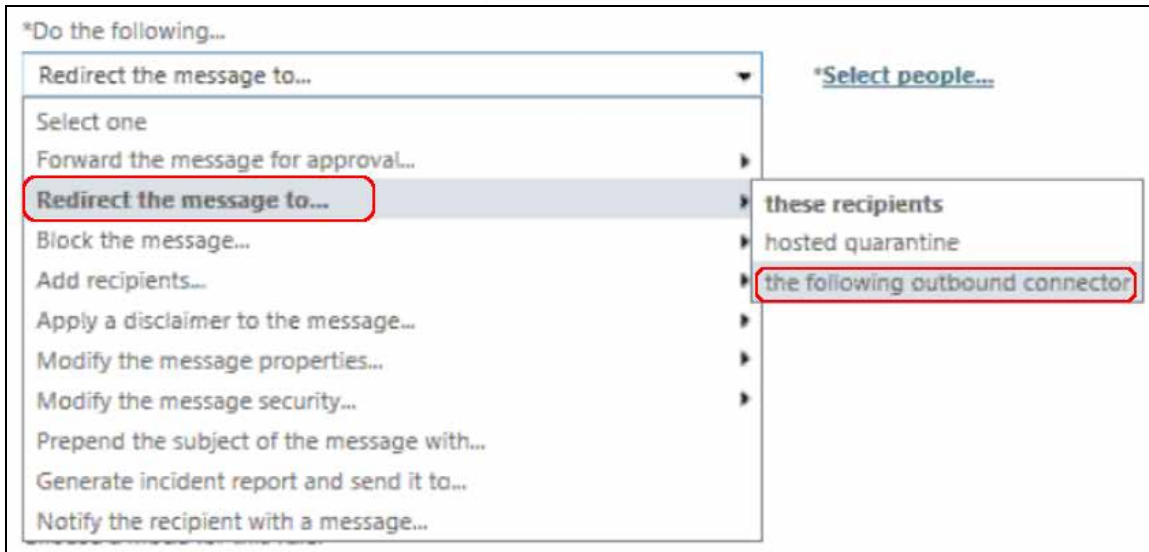 *Do the following...
Redirect the message to...
*Select people...
Select one
Forward the message for approval...
Redirect the message to...
these recipients
Block the message...
hosted quarantine
Add recipients...
the following outbound connector
Apply a disclaimer to the message...
Modify the message properties...
Modify the message security...
Prepend the subject of the message with...
Generate incident report and send it to...
Notify the recipient with a message...